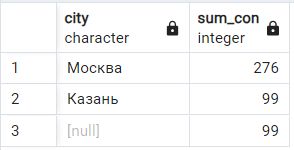 city sum_con
character integer
1 Москва 276
2 Казань 99
3 [null] 99